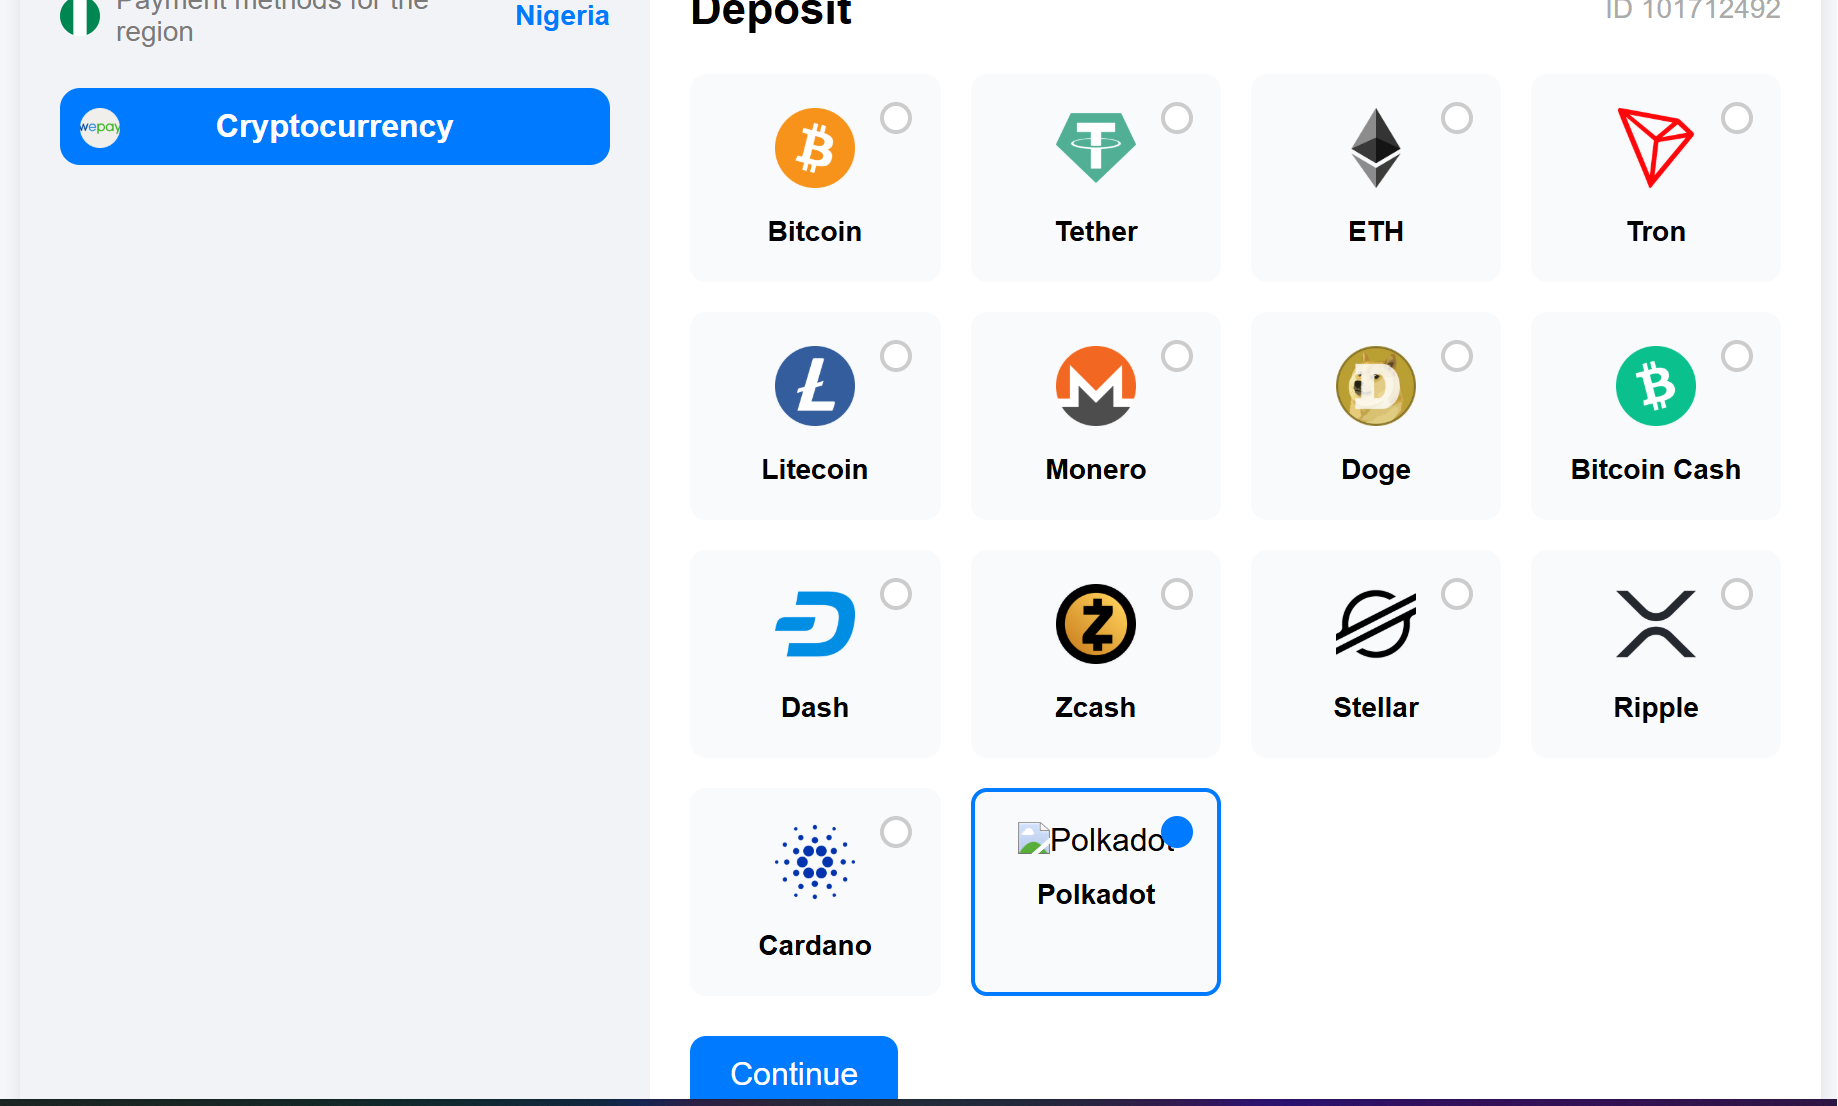 Payment methods for the
region
Nigeria
wepay
Cryptocurrency
Deposit
ID 101712492
Bitcoin
Tether
ETH
Tron
Litecoin
Monero
Doge
Bitcoin Cash
Dash
Zcash
Stellar
Ripple
Cardano
Polkadot
Polkadot
Continue